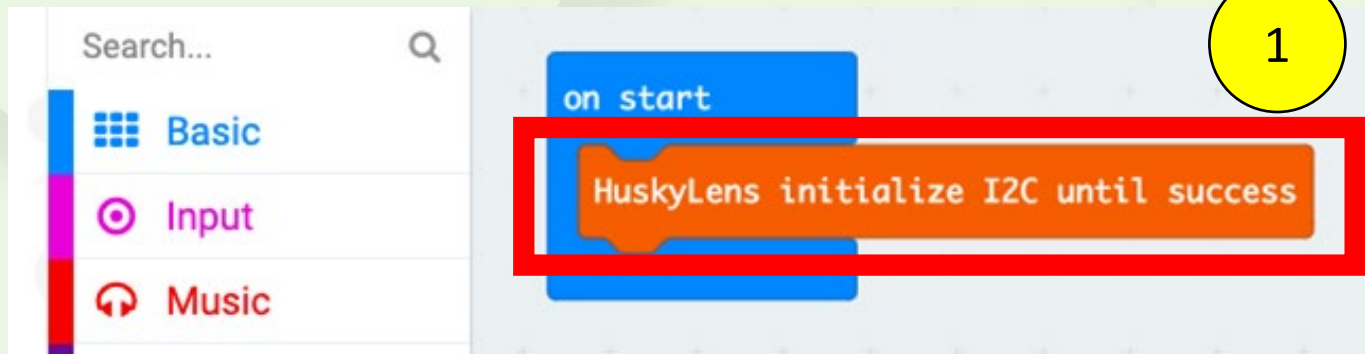 Search...
Basic
Input
Music
on start
HuskyLens initialize I2C until success
1